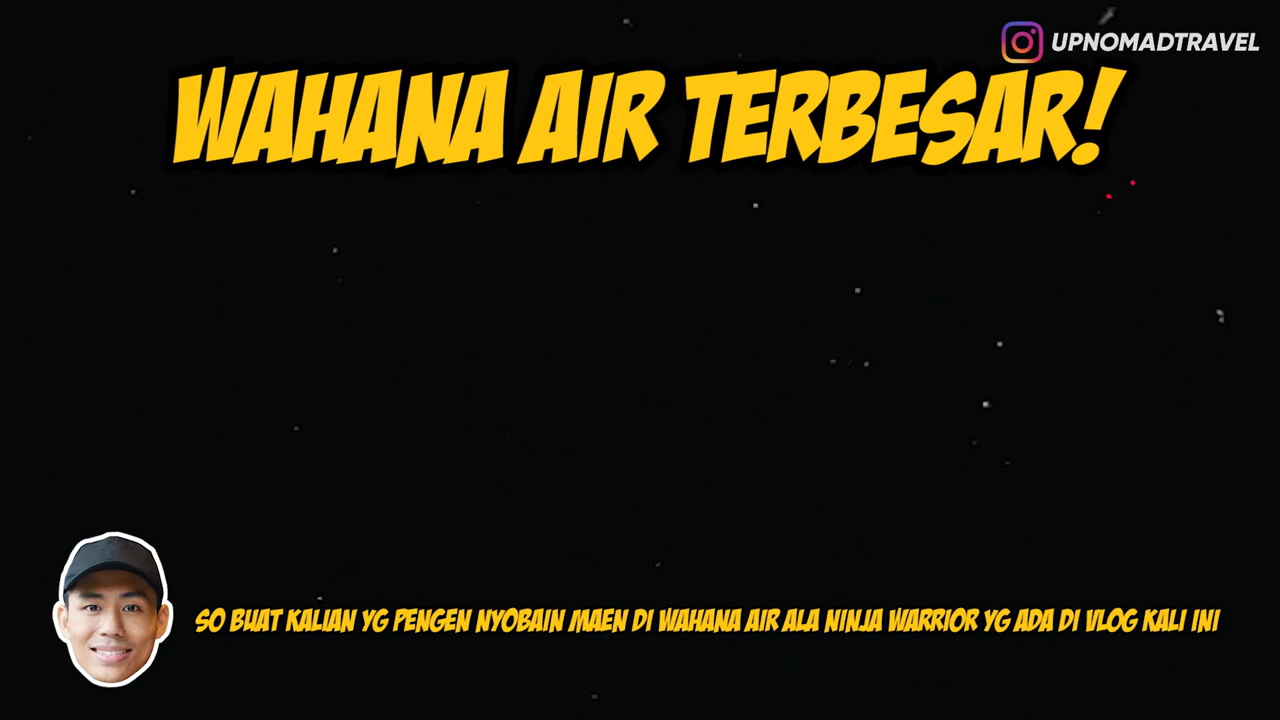 UPNOMADTRAVEL
WAHANA AIR TERBESAR!
SO BUAT KALIAN YG PENGEN NYOBAIN MAEN DI WAHANA AIR ALA NINJA WARRIOR YG ADA DI VLOG KALI INI